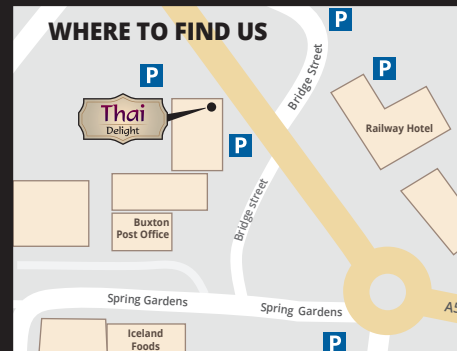 WHERE TO FIND US
P
P
P
Bridge Street
Thai
Delight
P
Railway Hotel
Bridge street
Buxton
Post Office
Spring Gardens
Spring Gardens
A5
Iceland
Foods
P